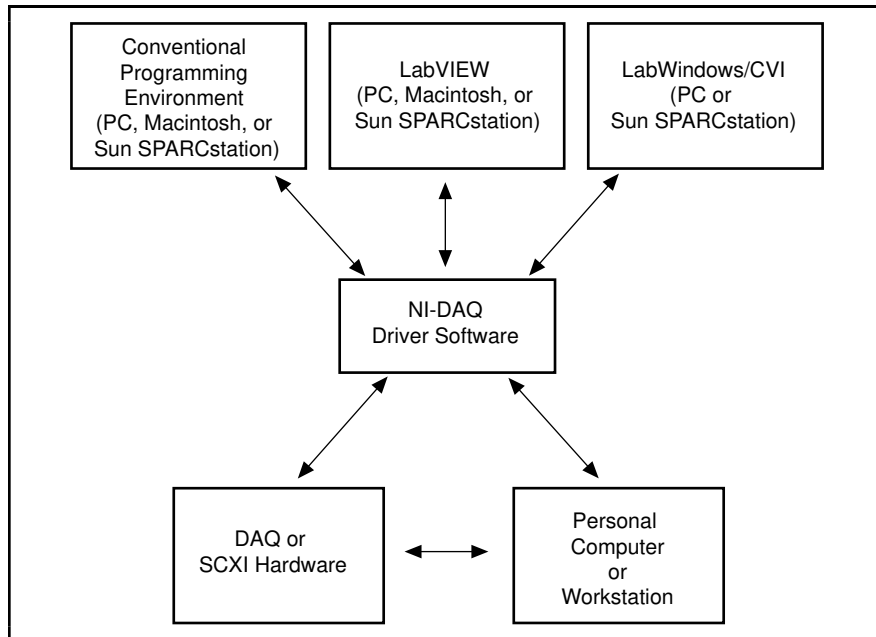 Conventional
Programming
Environment
(PC, Macintosh, or
Sun SPARCstation)
LabVIEW
(PC, Macintosh, or
Sun SPARCstation)
LabWindows/CVI
(PC or
Sun SPARCstation)
NI-DAQ
Driver Software
DAQ or
SCXI Hardware
Personal
Computer
or
Workstation